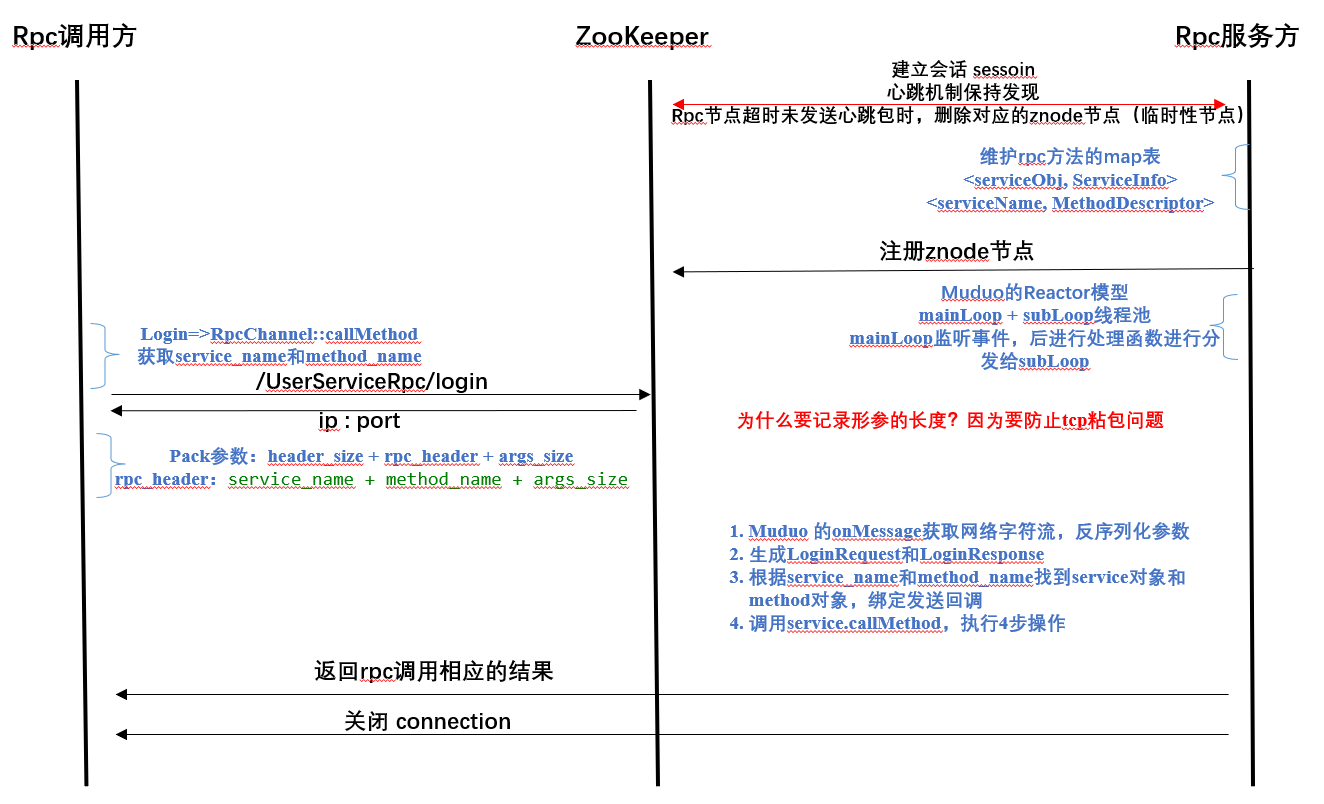 Rpc调用方
ZooKeeper
Rpc服务方
建立会话 sessoin
心跳机制保持发现
Rpc节点超时未发送心跳包时，删除对应的znode节点（临时性节点）
维护rpc方法的map表
<serviceObj, ServiceInfo>
<serviceName, MethodDescriptor>
注册znode节点
Muduo的Reactor模型
mainLoop + subLoop线程池
mainLoop监听事件，后进行处理函数进行分
发给subLoop
Login=>RpcChannel::callMethod
获取service_name和method_name
/UserServiceRpc/login
ip : port
为什么要记录形参的长度？因为要防止tcp粘包问题
Pack参数：header_size + rpc_header + args_size
rpc_header：service_name + method_name + args_size
1. Muduo 的onMessage获取网络字符流，反序列化参数
2. 生成LoginRequest和LoginResponse
3. 根据service_name和method_name找到service对象和
method对象，绑定发送回调
4. 调用service.callMethod，执行4步操作
返回rpc调用相应的结果
关闭 connection